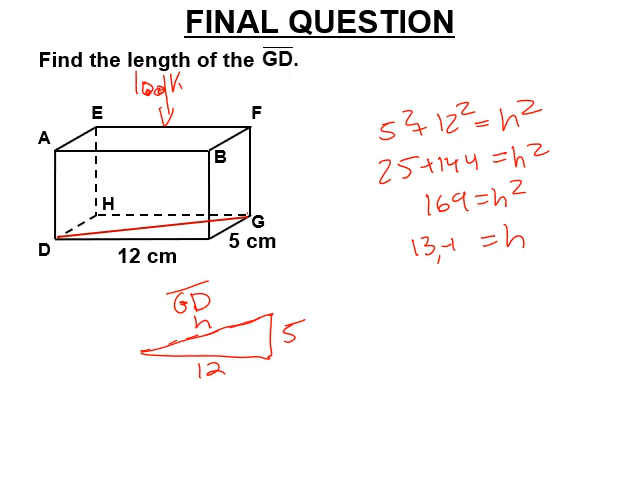 FINAL QUESTION
Find the length of the GD.
look
E
F
A
B
H
G
D
12 cm
5 cm
5² + 12² = h²
25 + 144 = h²
169 = h²
= h
GD
h
5
12